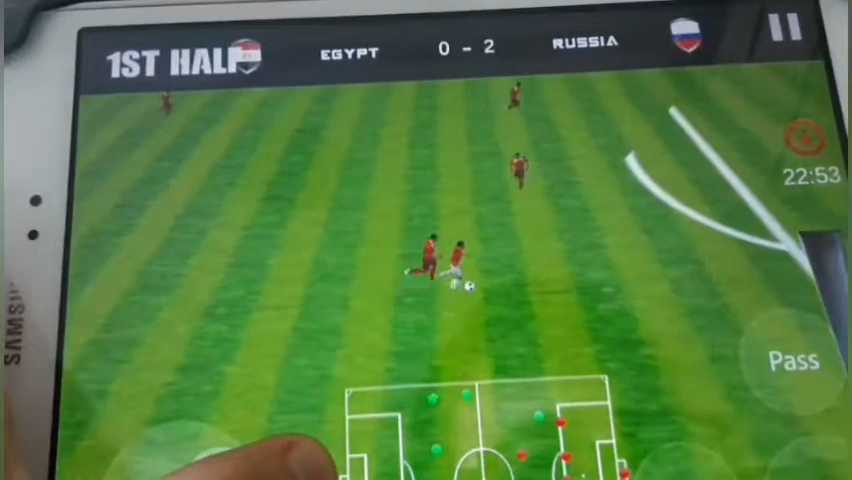 1ST HALF
EGYPT
0 - 2
RUSSIA
22:53
Pass
SAMSUNG